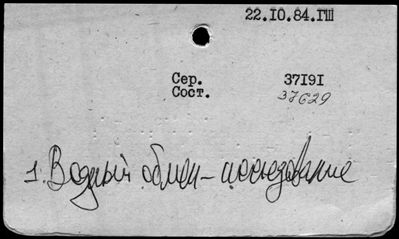 22.10.84.ГШ
Сер. 37191
Сост. 37629
1. Водный обмен - исследование